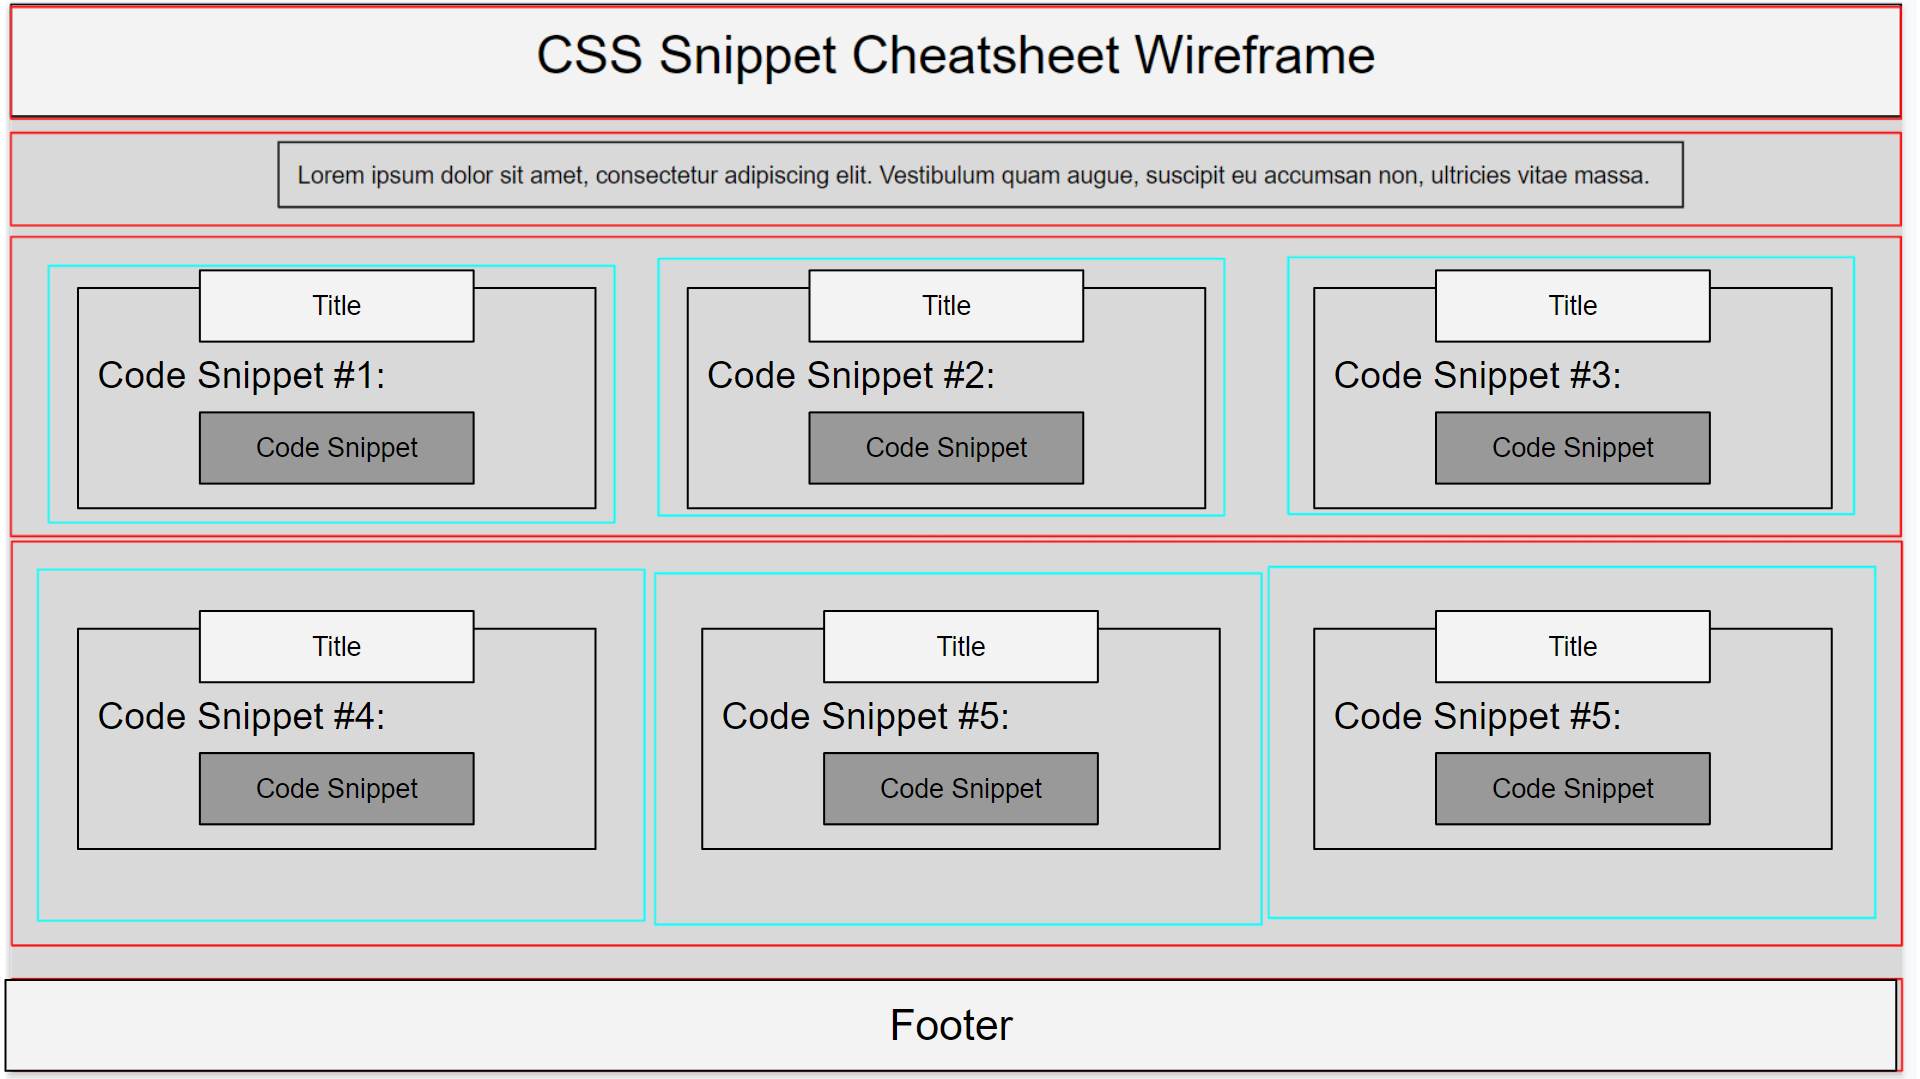 CSS Snippet Cheatsheet Wireframe
Lorem ipsum dolor sit amet, consectetur adipiscing elit. Vestibulum quam augue, suscipit eu accumsan non, ultricies vitae massa.
Title
Code Snippet #1:
Code Snippet
Title
Code Snippet #2:
Code Snippet
Title
Code Snippet #3:
Code Snippet
Title
Code Snippet #4:
Code Snippet
Title
Code Snippet #5:
Code Snippet
Title
Code Snippet #5:
Code Snippet
Footer